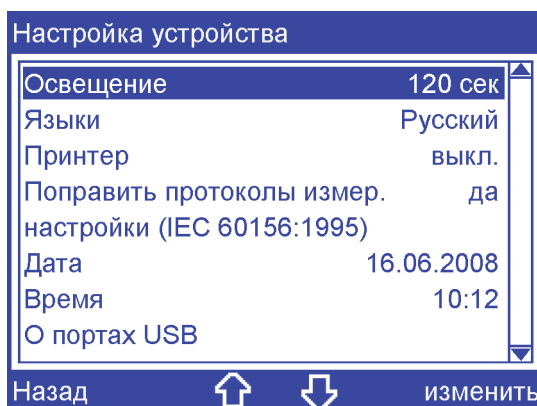 Настройка устройства
Освещение 120 сек
Языки Русский
Принтер выкл.
Поправить протоколы измер. да
настройки (IEC 60156:1995)
Дата 16.06.2008
Время 10:12
О портах USB
Назад изменить